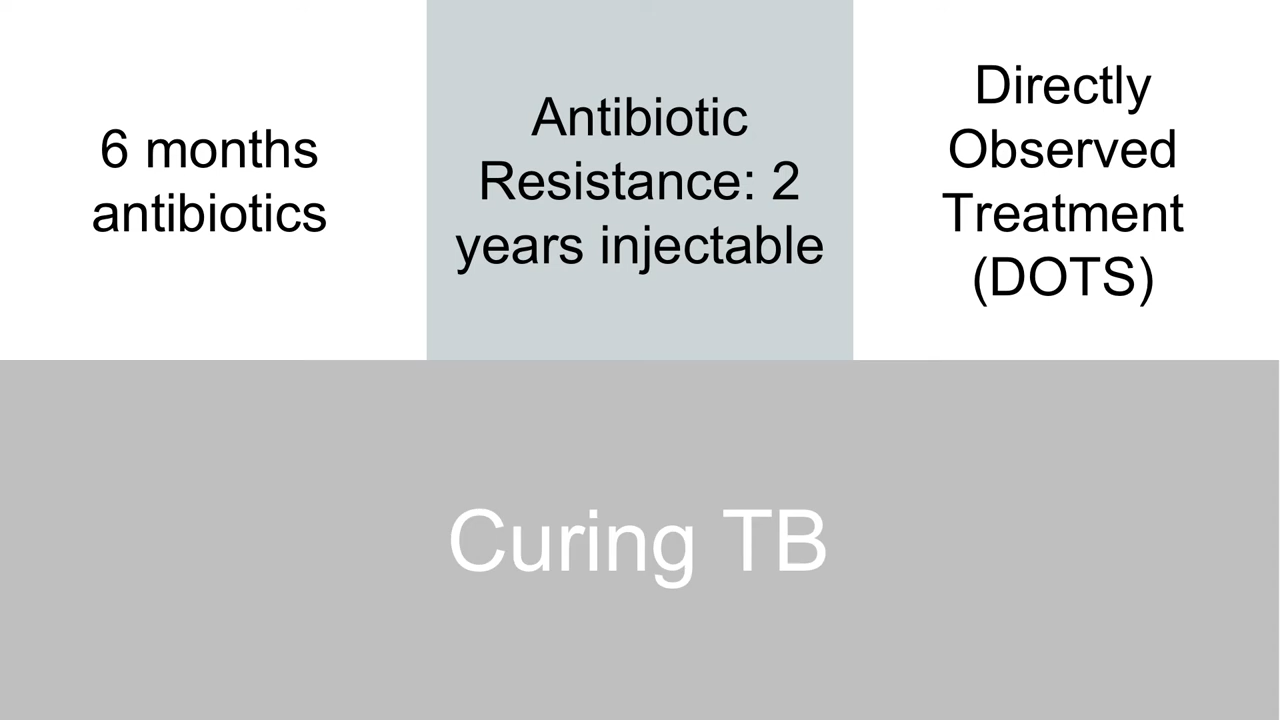 6 months
antibiotics
Antibiotic
Resistance: 2
years injectable
Directly
Observed
Treatment
(DOTS)
Curing TB